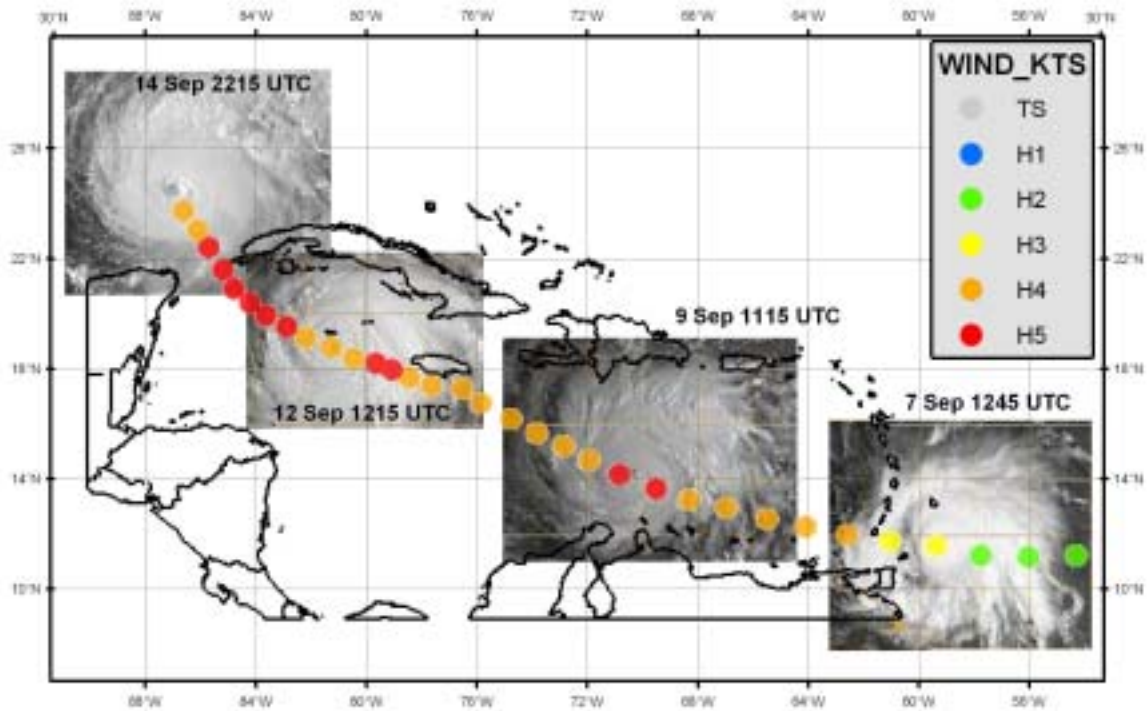 30°N 88°W 84°W 80°W 76°W 72°W 68°W 64°W 60°W 56°W 30°N
WIND_KTS
TS
H1
H2
H3
H4
H5
14 Sep 2215 UTC
26°N 26°N
22°N 22°N
9 Sep 1115 UTC
18°N 18°N
7 Sep 1245 UTC
12 Sep 1215 UTC
14°N 14°N
10°N 10°N
88°W 84°W 80°W 76°W 72°W 68°W 64°W 60°W 56°W